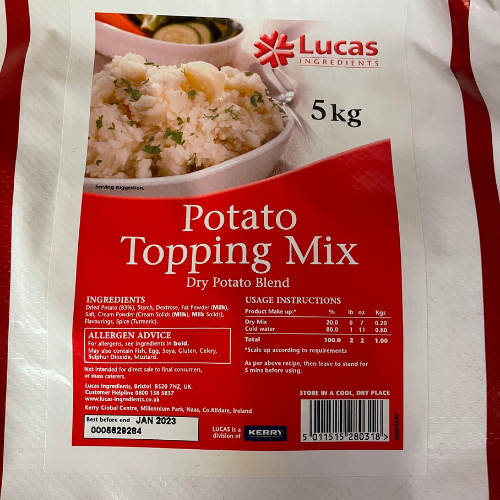 Lucas
INGREDIENTS
5kg
Serving suggestion.
Potato
Topping Mix
Dry Potato Blend
INGREDIENTS
Dried Potato (83%), Starch, Dextrose, Fat Powder (Milk),
Salt, Cream Powder (Cream Solids (Milk), Milk Solids),
Flavourings, Spice (Turmeric).
ALLERGEN ADVICE
For allergens, see ingredients in bold.
May also contain Fish, Egg, Soya, Gluten, Celery,
Sulphur Dioxide, Mustard.
Not intended for direct sale to final consumers,
or mass caterers.
Lucas Ingredients, Bristol BS20 7NZ, UK.
Customer Helpline 0800 138 5837
www.lucas-ingredients.co.uk
Kerry Global Centre, Millennium Park, Naas, Co.Kildare, Ireland
Best before end JAN 2023
0005829284
USAGE INSTRUCTIONS
Product Make up:* % lb oz Kgs
Dry Mix 20.0 0 7 0.20
Cold water 80.0 1 11 0.80
Total 100.0 2 2 1.00
*Scale up according to requirements
As per above recipe, then leave to stand for
5 mins before using.
STORE IN A COOL, DRY PLACE
LUCAS is a
division of KERRY
5 011515 280318 >